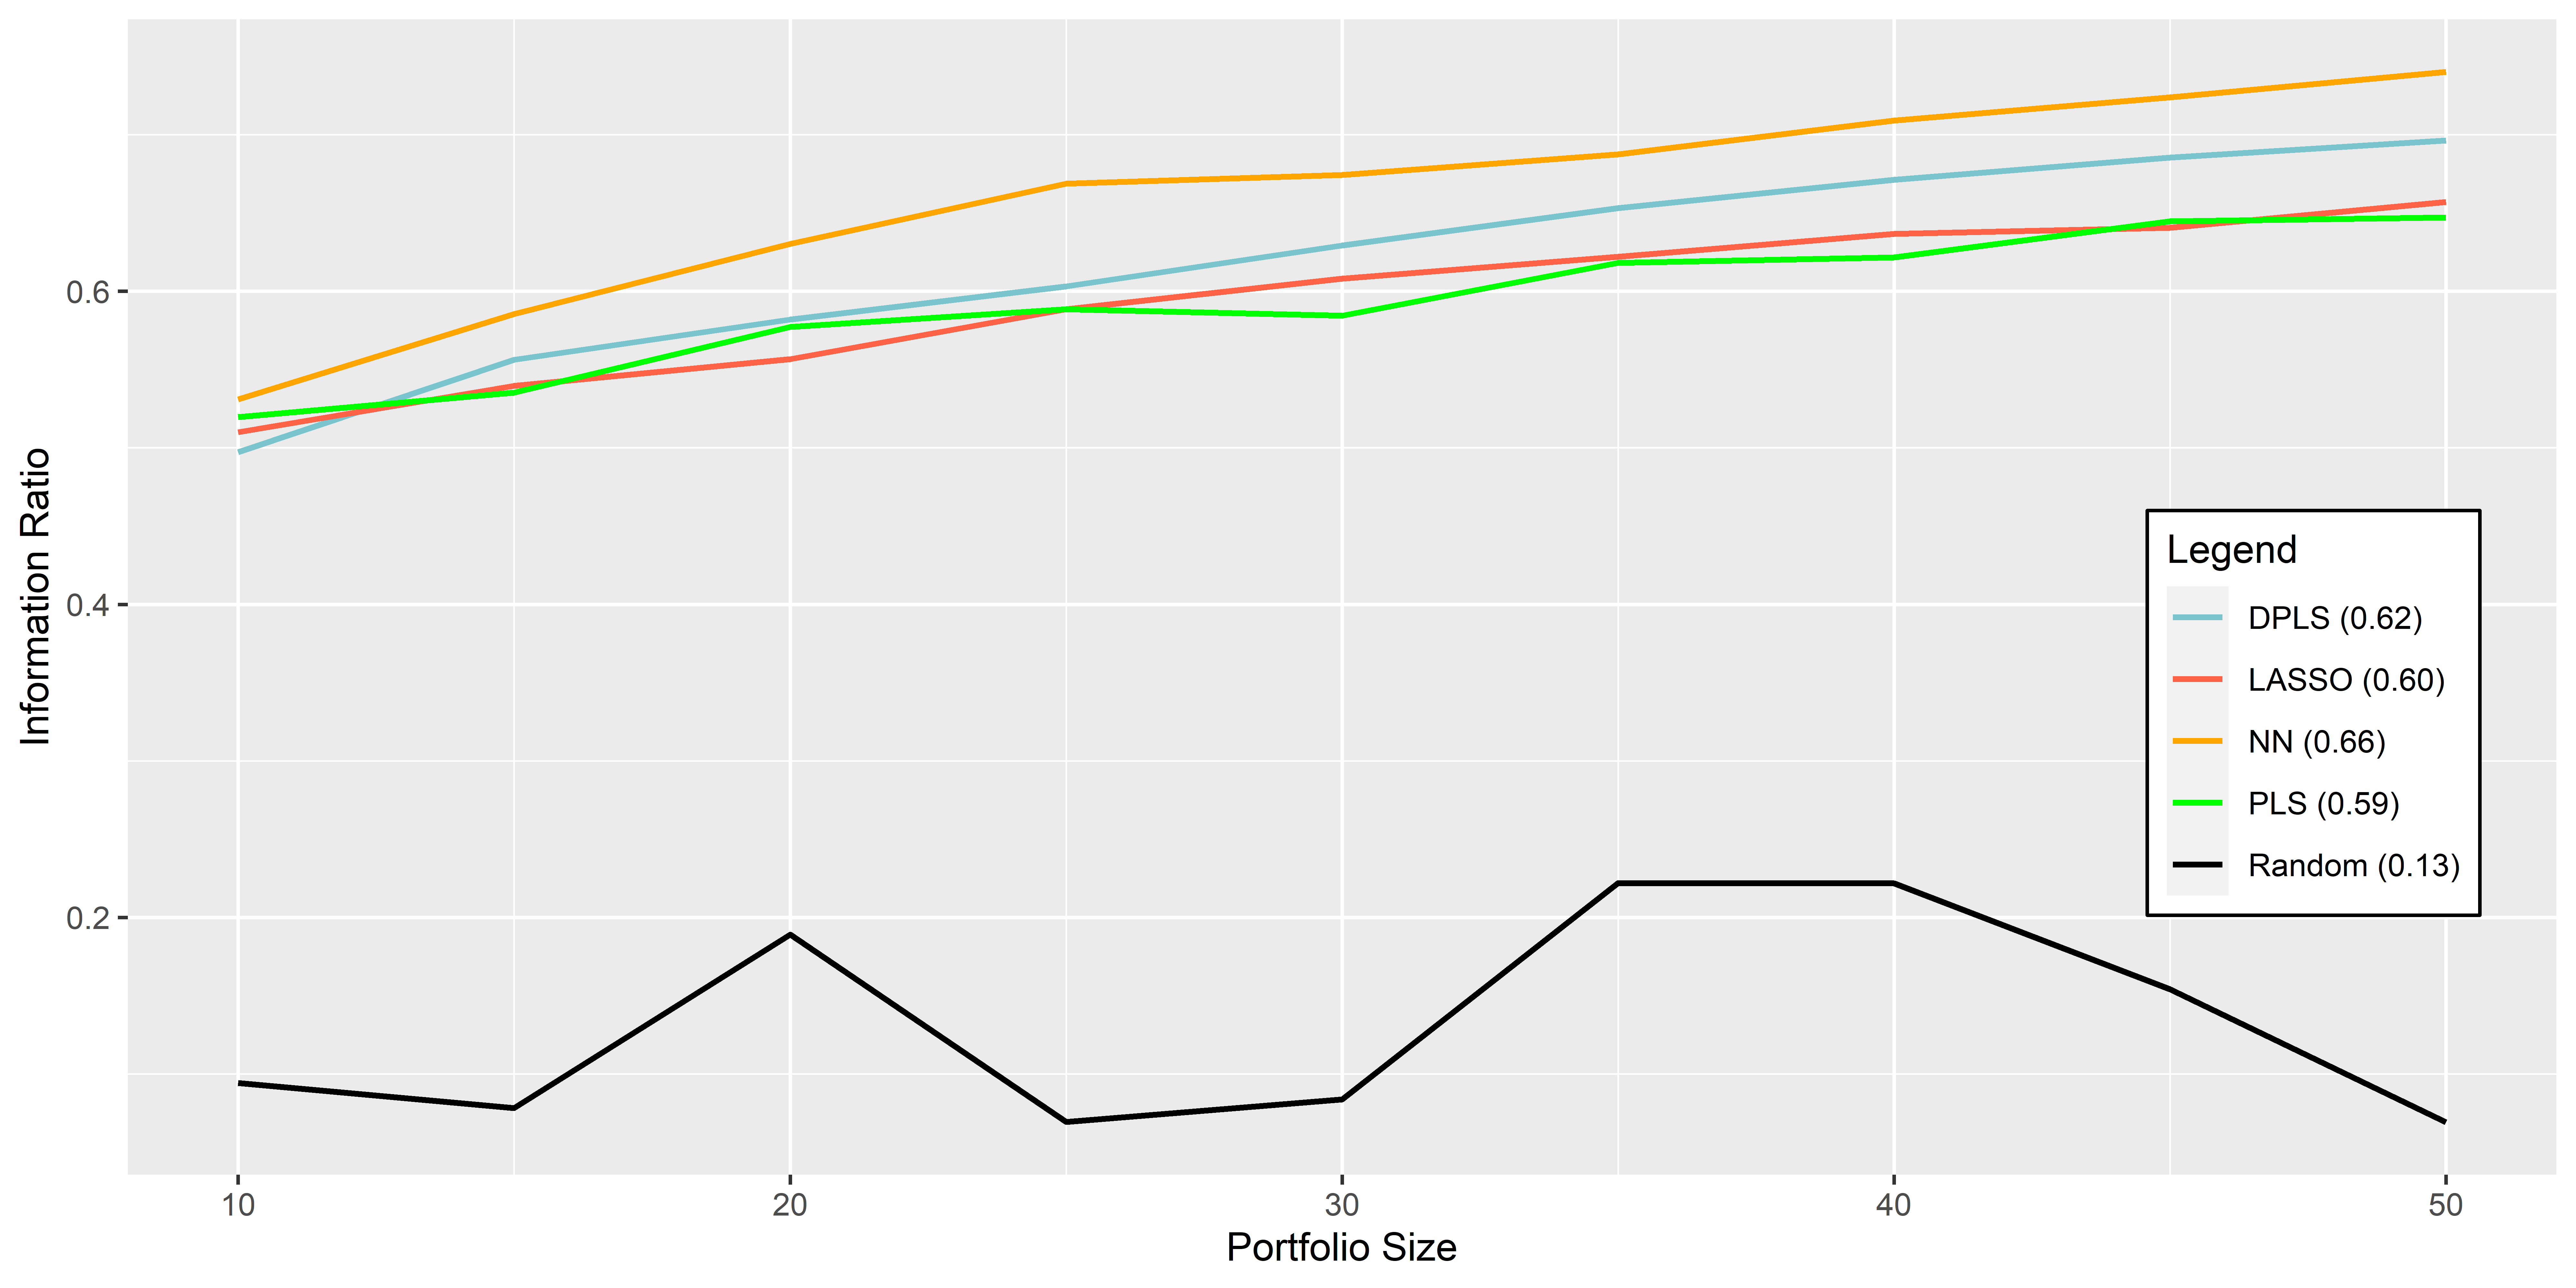 Information Ratio
0.6
0.4
0.2
10
20
30
40
50
Portfolio Size
Legend
DPLS (0.62)
LASSO (0.60)
NN (0.66)
PLS (0.59)
Random (0.13)